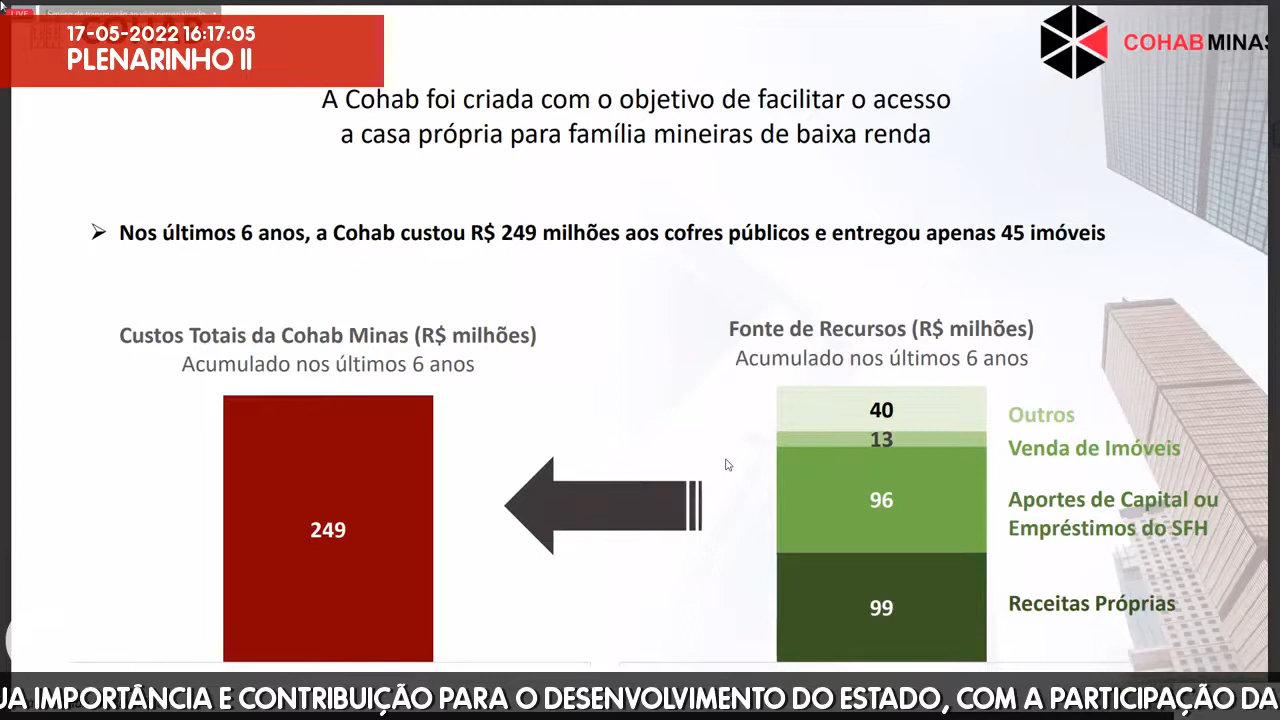 LIVE
17-05-2022 16:17:05
PLENARINHO II
COHAB MINAS
A Cohab foi criada com o objetivo de facilitar o acesso
a casa própria para família mineiras de baixa renda
Nos últimos 6 anos, a Cohab custou R$ 249 milhões aos cofres públicos e entregou apenas 45 imóveis
Custos Totais da Cohab Minas (R$ milhões)
Acumulado nos últimos 6 anos
249
Fonte de Recursos (R$ milhões)
Acumulado nos últimos 6 anos
40
Outros
13
Venda de Imóveis
96
Aportes de Capital ou
Empréstimos do SFH
99
Receitas Próprias
UA IMPORTÂNCIA E CONTRIBUIÇÃO PARA O DESENVOLVIMENTO DO ESTADO, COM A PARTICIPAÇÃO DA